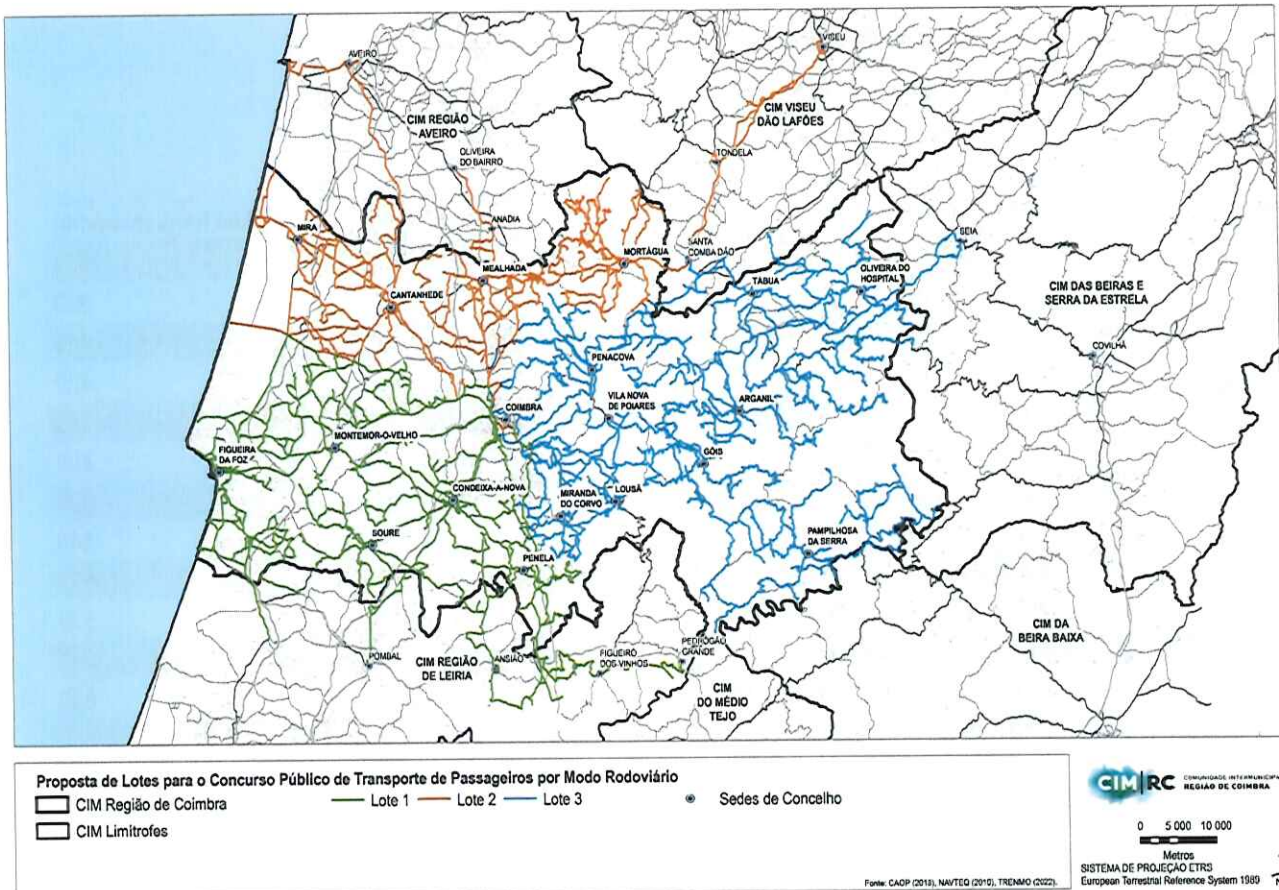 VISEU
AVEIRO
CIM REGIÃO
AVEIRO
CIM VISEU
DÃO LAFÕES
OLIVEIRA
DO BAIRRO
TONDELA
ANADIA
MIRA
SANTA
COMBA DÃO
SEIA
MORTÁGUA
MEALHADA
CANTANHEDE
TÁBUA
OLIVEIRA DO
HOSPITAL
CIM DAS BEIRAS E
SERRA DA ESTRELA
COVILHÃ
PENACOVA
VILA NOVA
DE POIARES
ARGANIL
COIMBRA
MONTEMOR-O-VELHO
FIGUEIRA
DA FOZ
GÓIS
CONDEIXA-A-NOVA
MIRANDA
DO CORVO
LOUSÃ
SOURE
PAMPILHOSA
DA SERRA
PENELA
CIM DA
BEIRA BAIXA
POMBAL
CIM REGIÃO
DE LEIRIA
ANSIÃO
FIGUEIRO
DOS VINHOS
PEDRÓGÃO
GRANDE
CIM
DO MÉDIO
TEJO
Proposta de Lotes para o Concurso Público de Transporte de Passageiros por Modo Rodoviário
CIM Região de Coimbra
Lote 1
Lote 2
Lote 3
Sedes de Concelho
CIM Limítrofes
CIM|RC
COMUNIDADE INTERMUNICIPA
REGIÃO DE COIMBRA
0 5 000 10 000
Metros
SISTEMA DE PROJEÇÃO ETRS
European Terrestrial Reference System 1989
N
Fonte: CAOP (2018), NAVTEQ (2010), TRENMO (2022).